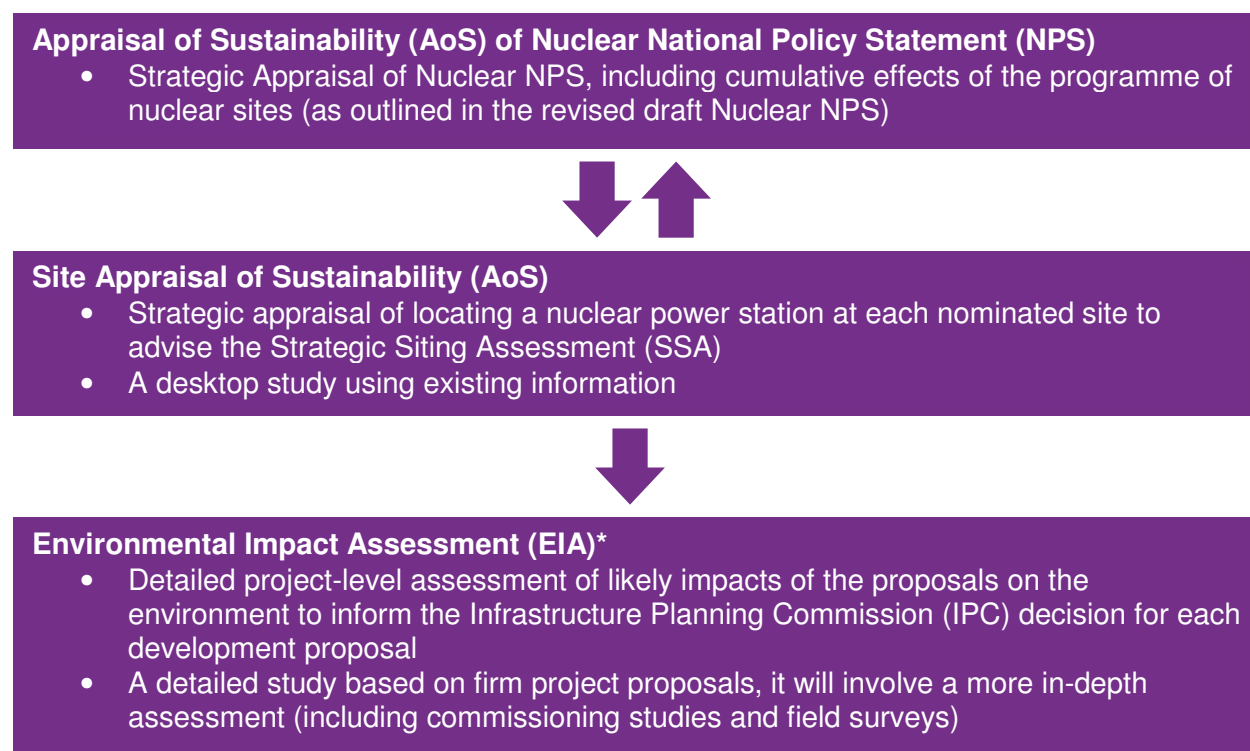 Appraisal of Sustainability (AoS) of Nuclear National Policy Statement (NPS)
• Strategic Appraisal of Nuclear NPS, including cumulative effects of the programme of
nuclear sites (as outlined in the revised draft Nuclear NPS)
Site Appraisal of Sustainability (AoS)
• Strategic appraisal of locating a nuclear power station at each nominated site to
advise the Strategic Siting Assessment (SSA)
• A desktop study using existing information
Environmental Impact Assessment (EIA)*
• Detailed project-level assessment of likely impacts of the proposals on the
environment to inform the Infrastructure Planning Commission (IPC) decision for each
development proposal
• A detailed study based on firm project proposals, it will involve a more in-depth
assessment (including commissioning studies and field surveys)